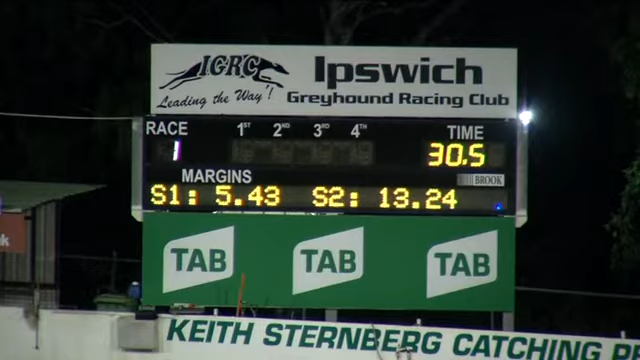 IGRC
Leading the Way!
Ipswich
Greyhound Racing Club
RACE 1ST 2ND 3RD 4TH TIME
1 30.5
MARGINS BROOK
S1: 5.43 S2: 13.24
TAB TAB TAB
KEITH STERNBERG CATCHING